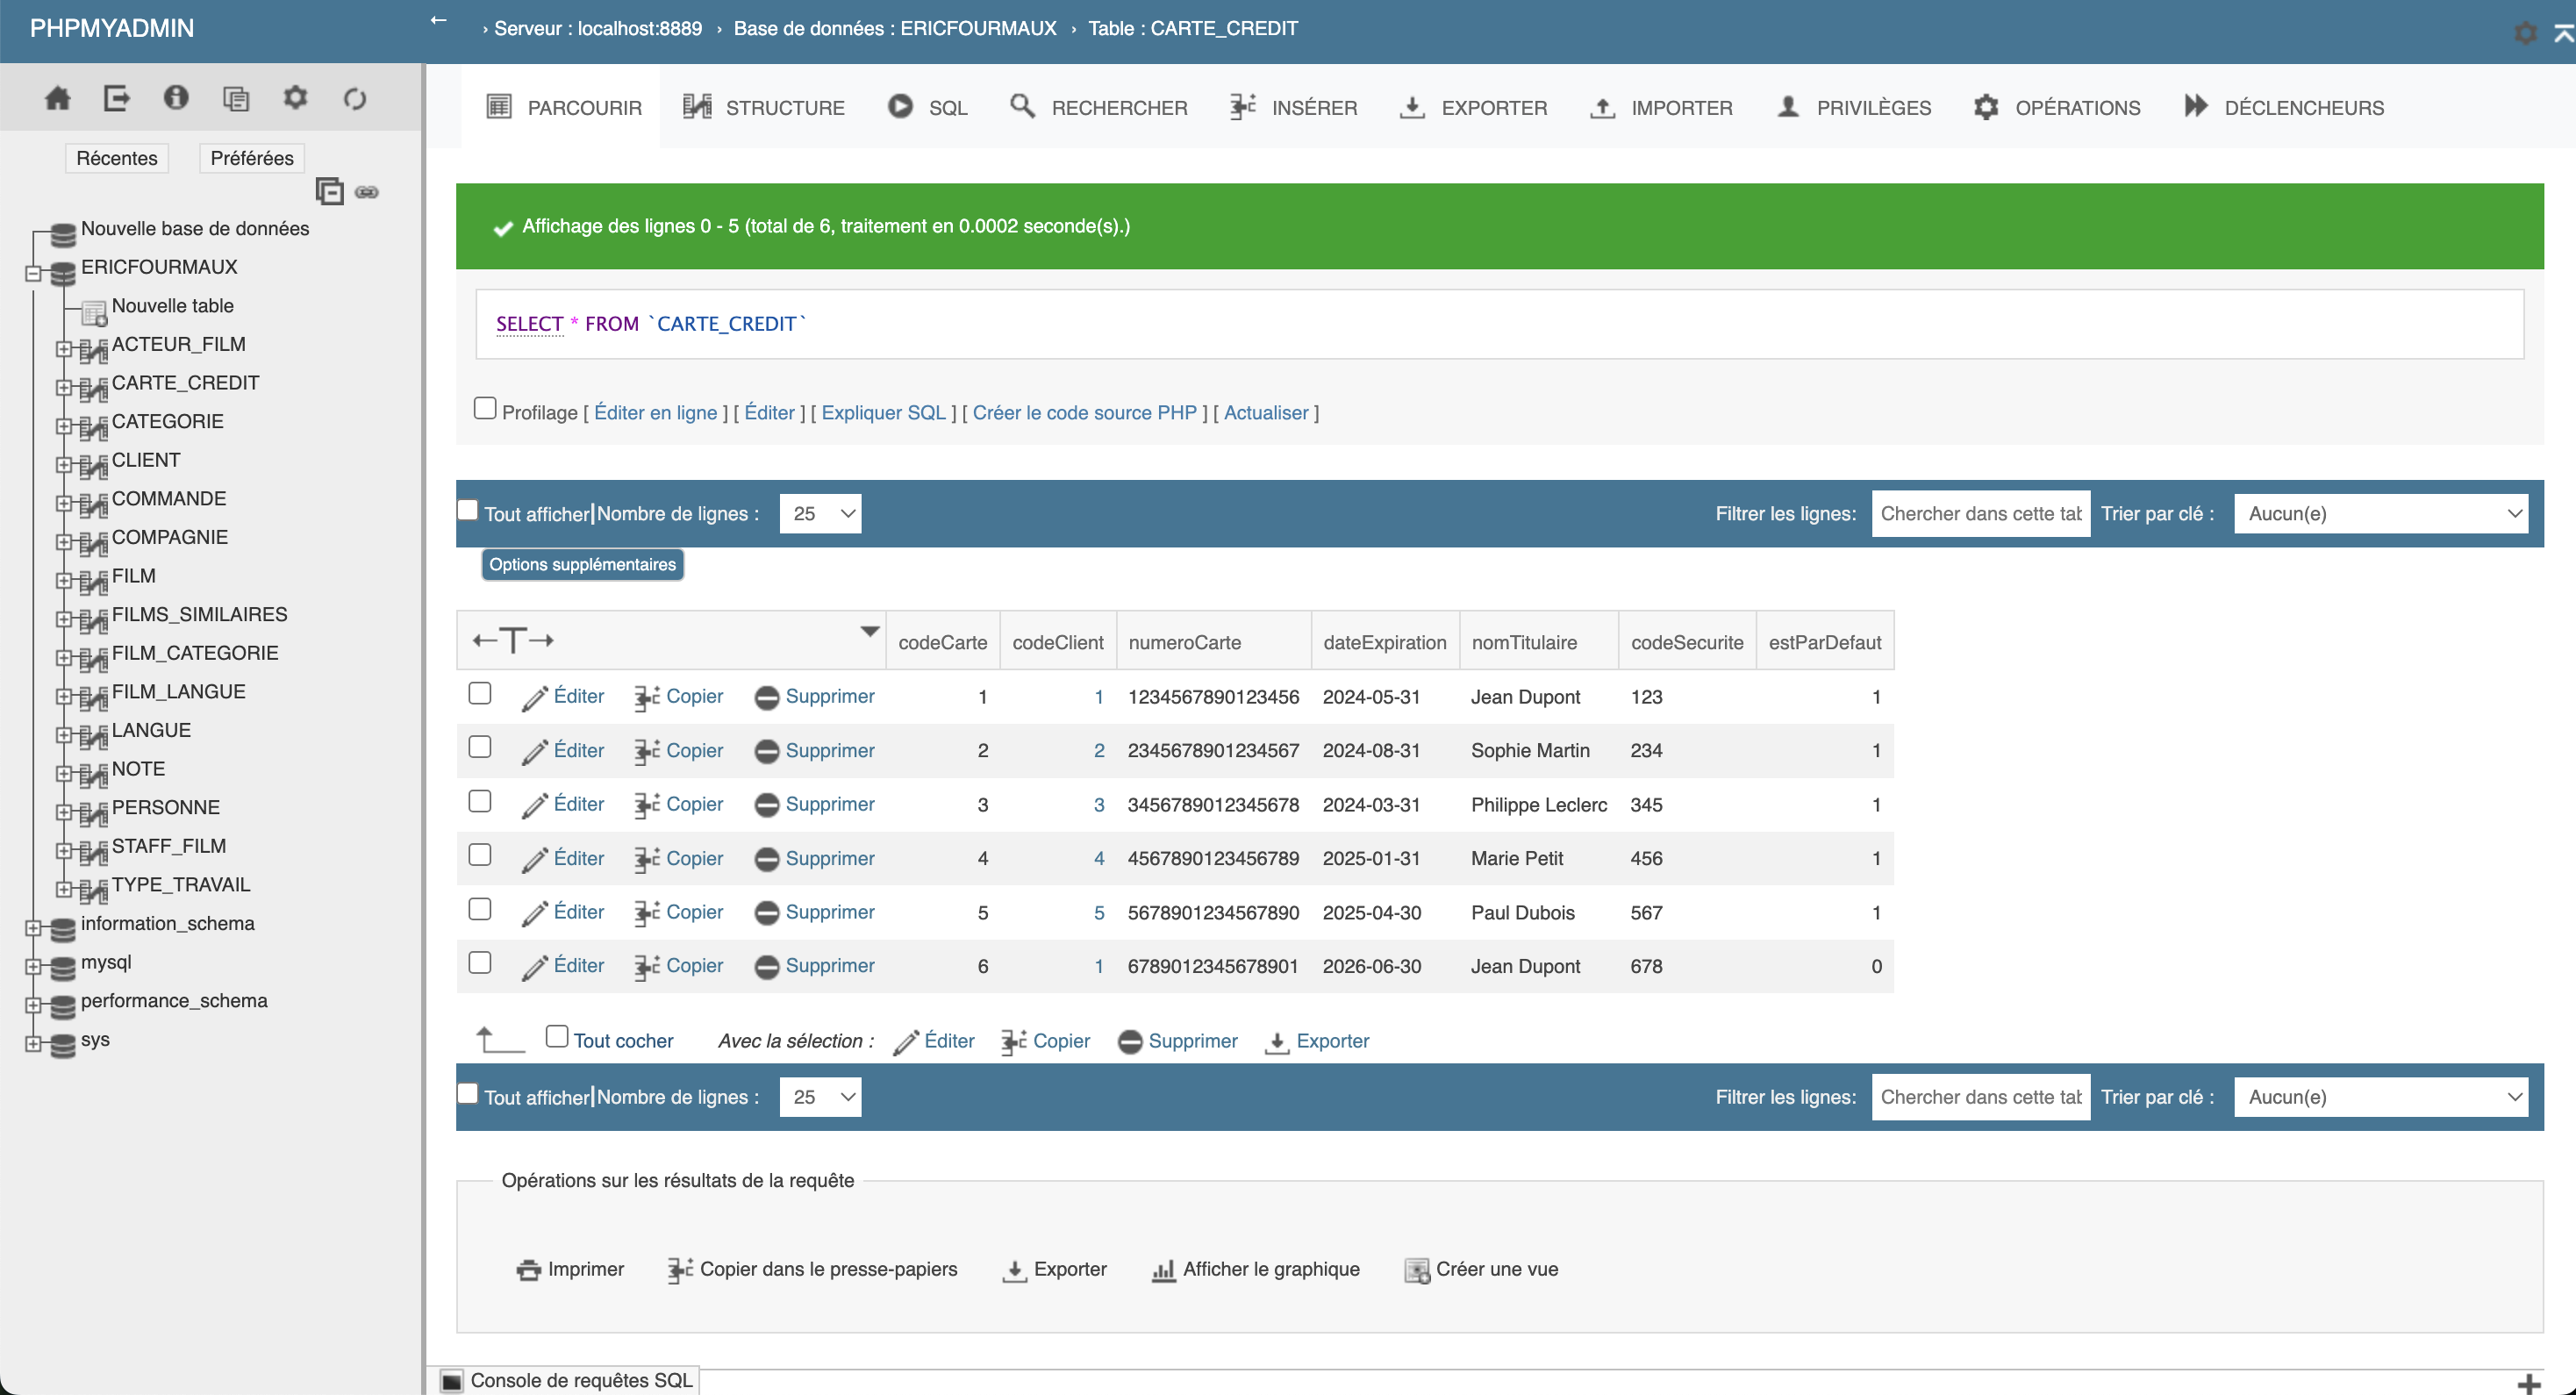 PHPMYADMIN
← › Serveur : localhost:8889 › Base de données : ERICFOURMAUX › Table : CARTE_CREDIT
Récentes Préférées
Nouvelle base de données
ERICFOURMAUX
Nouvelle table
ACTEUR_FILM
CARTE_CREDIT
CATEGORIE
CLIENT
COMMANDE
COMPAGNIE
FILM
FILMS_SIMILAIRES
FILM_CATEGORIE
FILM_LANGUE
LANGUE
NOTE
PERSONNE
STAFF_FILM
TYPE_TRAVAIL
information_schema
mysql
performance_schema
sys
PARCOURIR STRUCTURE SQL RECHERCHER INSÉRER EXPORTER IMPORTER PRIVILÈGES OPÉRATIONS DÉCLENCHEURS
Affichage des lignes 0 - 5 (total de 6, traitement en 0.0002 seconde(s).)
SELECT * FROM `CARTE_CREDIT`
Profilage [ Éditer en ligne ] [ Éditer ] [ Expliquer SQL ] [ Créer le code source PHP ] [ Actualiser ]
Tout afficher | Nombre de lignes : 25 Filtrer les lignes: Chercher dans cette tab Trier par clé : Aucun(e)
Options supplémentaires
←T→ codeCarte codeClient numeroCarte dateExpiration nomTitulaire codeSecurite estParDefaut
Éditer Copier Supprimer 1 1 1234567890123456 2024-05-31 Jean Dupont 123 1
Éditer Copier Supprimer 2 2 2345678901234567 2024-08-31 Sophie Martin 234 1
Éditer Copier Supprimer 3 3 3456789012345678 2024-03-31 Philippe Leclerc 345 1
Éditer Copier Supprimer 4 4 4567890123456789 2025-01-31 Marie Petit 456 1
Éditer Copier Supprimer 5 5 5678901234567890 2025-04-30 Paul Dubois 567 1
Éditer Copier Supprimer 6 1 6789012345678901 2026-06-30 Jean Dupont 678 0
Tout cocher Avec la sélection : Éditer Copier Supprimer Exporter
Tout afficher | Nombre de lignes : 25 Filtrer les lignes: Chercher dans cette tab Trier par clé : Aucun(e)
Opérations sur les résultats de la requête
Imprimer Copier dans le presse-papiers Exporter Afficher le graphique Créer une vue
Console de requêtes SQL